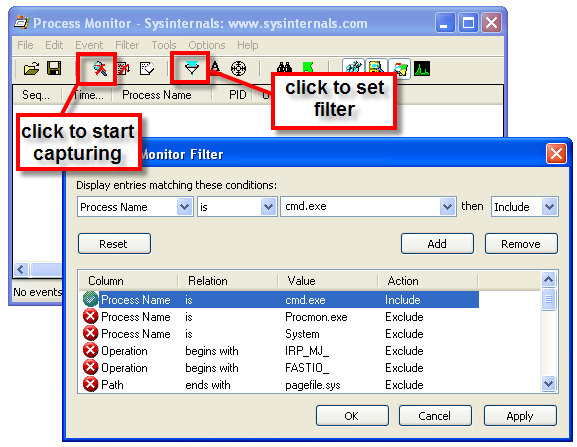 Process Monitor - Sysinternals: www.sysinternals.com
File Edit Event Filter Tools Options Help
A
Seq... Time... Process Name PID
click to start
capturing
click to set
filter
No events
Monitor Filter
Display entries matching these conditions:
Process Name is cmd.exe then Include
Reset Add Remove
Column Relation Value Action
Process Name is cmd.exe Include
Process Name is Procmon.exe Exclude
Process Name is System Exclude
Operation begins with IRP_MJ_ Exclude
Operation begins with FASTIO_ Exclude
Path ends with pagefile.sys Exclude
OK Cancel Apply